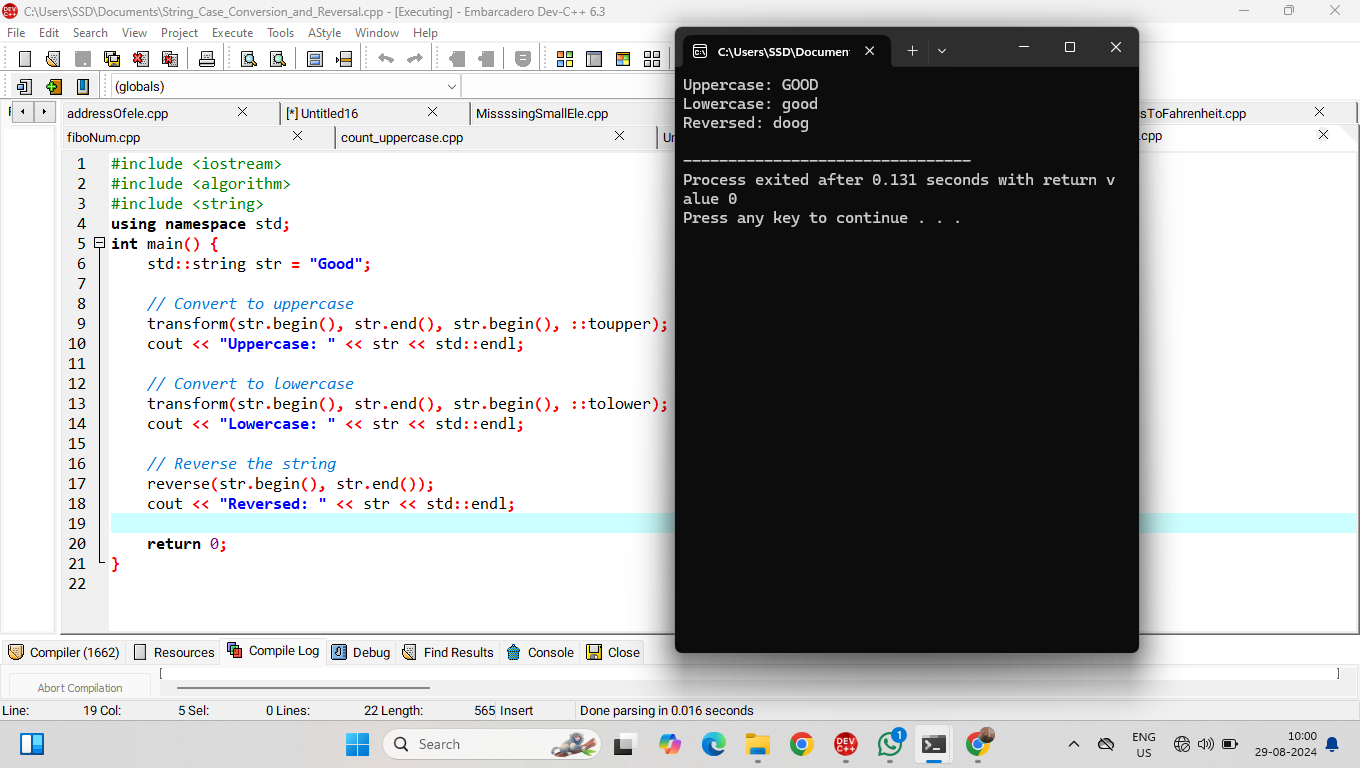 C:\Users\SSD\Documents\String_Case_Conversion_and_Reversal.cpp - [Executing] - Embarcadero Dev-C++ 6.3
File Edit Search View Project Execute Tools AStyle Window Help
(globals)
addressOfele.cpp [*] Untitled16 MisssssingSmallEle.cpp sToFahrenheit.cpp
fiboNum.cpp count_uppercase.cpp Un .cpp
1 #include <iostream>
2 #include <algorithm>
3 #include <string>
4 using namespace std;
5 int main() {
6 std::string str = "Good";
7
8 // Convert to uppercase
9 transform(str.begin(), str.end(), str.begin(), ::toupper);
10 cout << "Uppercase: " << str << std::endl;
11
12 // Convert to lowercase
13 transform(str.begin(), str.end(), str.begin(), ::tolower);
14 cout << "Lowercase: " << str << std::endl;
15
16 // Reverse the string
17 reverse(str.begin(), str.end());
18 cout << "Reversed: " << str << std::endl;
19
20 return 0;
21 }
22
C:\Users\SSD\Documen
Uppercase: GOOD
Lowercase: good
Reversed: doog
--------------------------------
Process exited after 0.131 seconds with return v
alue 0
Press any key to continue . . .
Compiler (1662) Resources Compile Log Debug Find Results Console Close
Abort Compilation
Line: 19 Col: 5 Sel: 0 Lines: 22 Length: 565 Insert Done parsing in 0.016 seconds
Search DEV C++ 1 ENG 10:00
US 29-08-2024